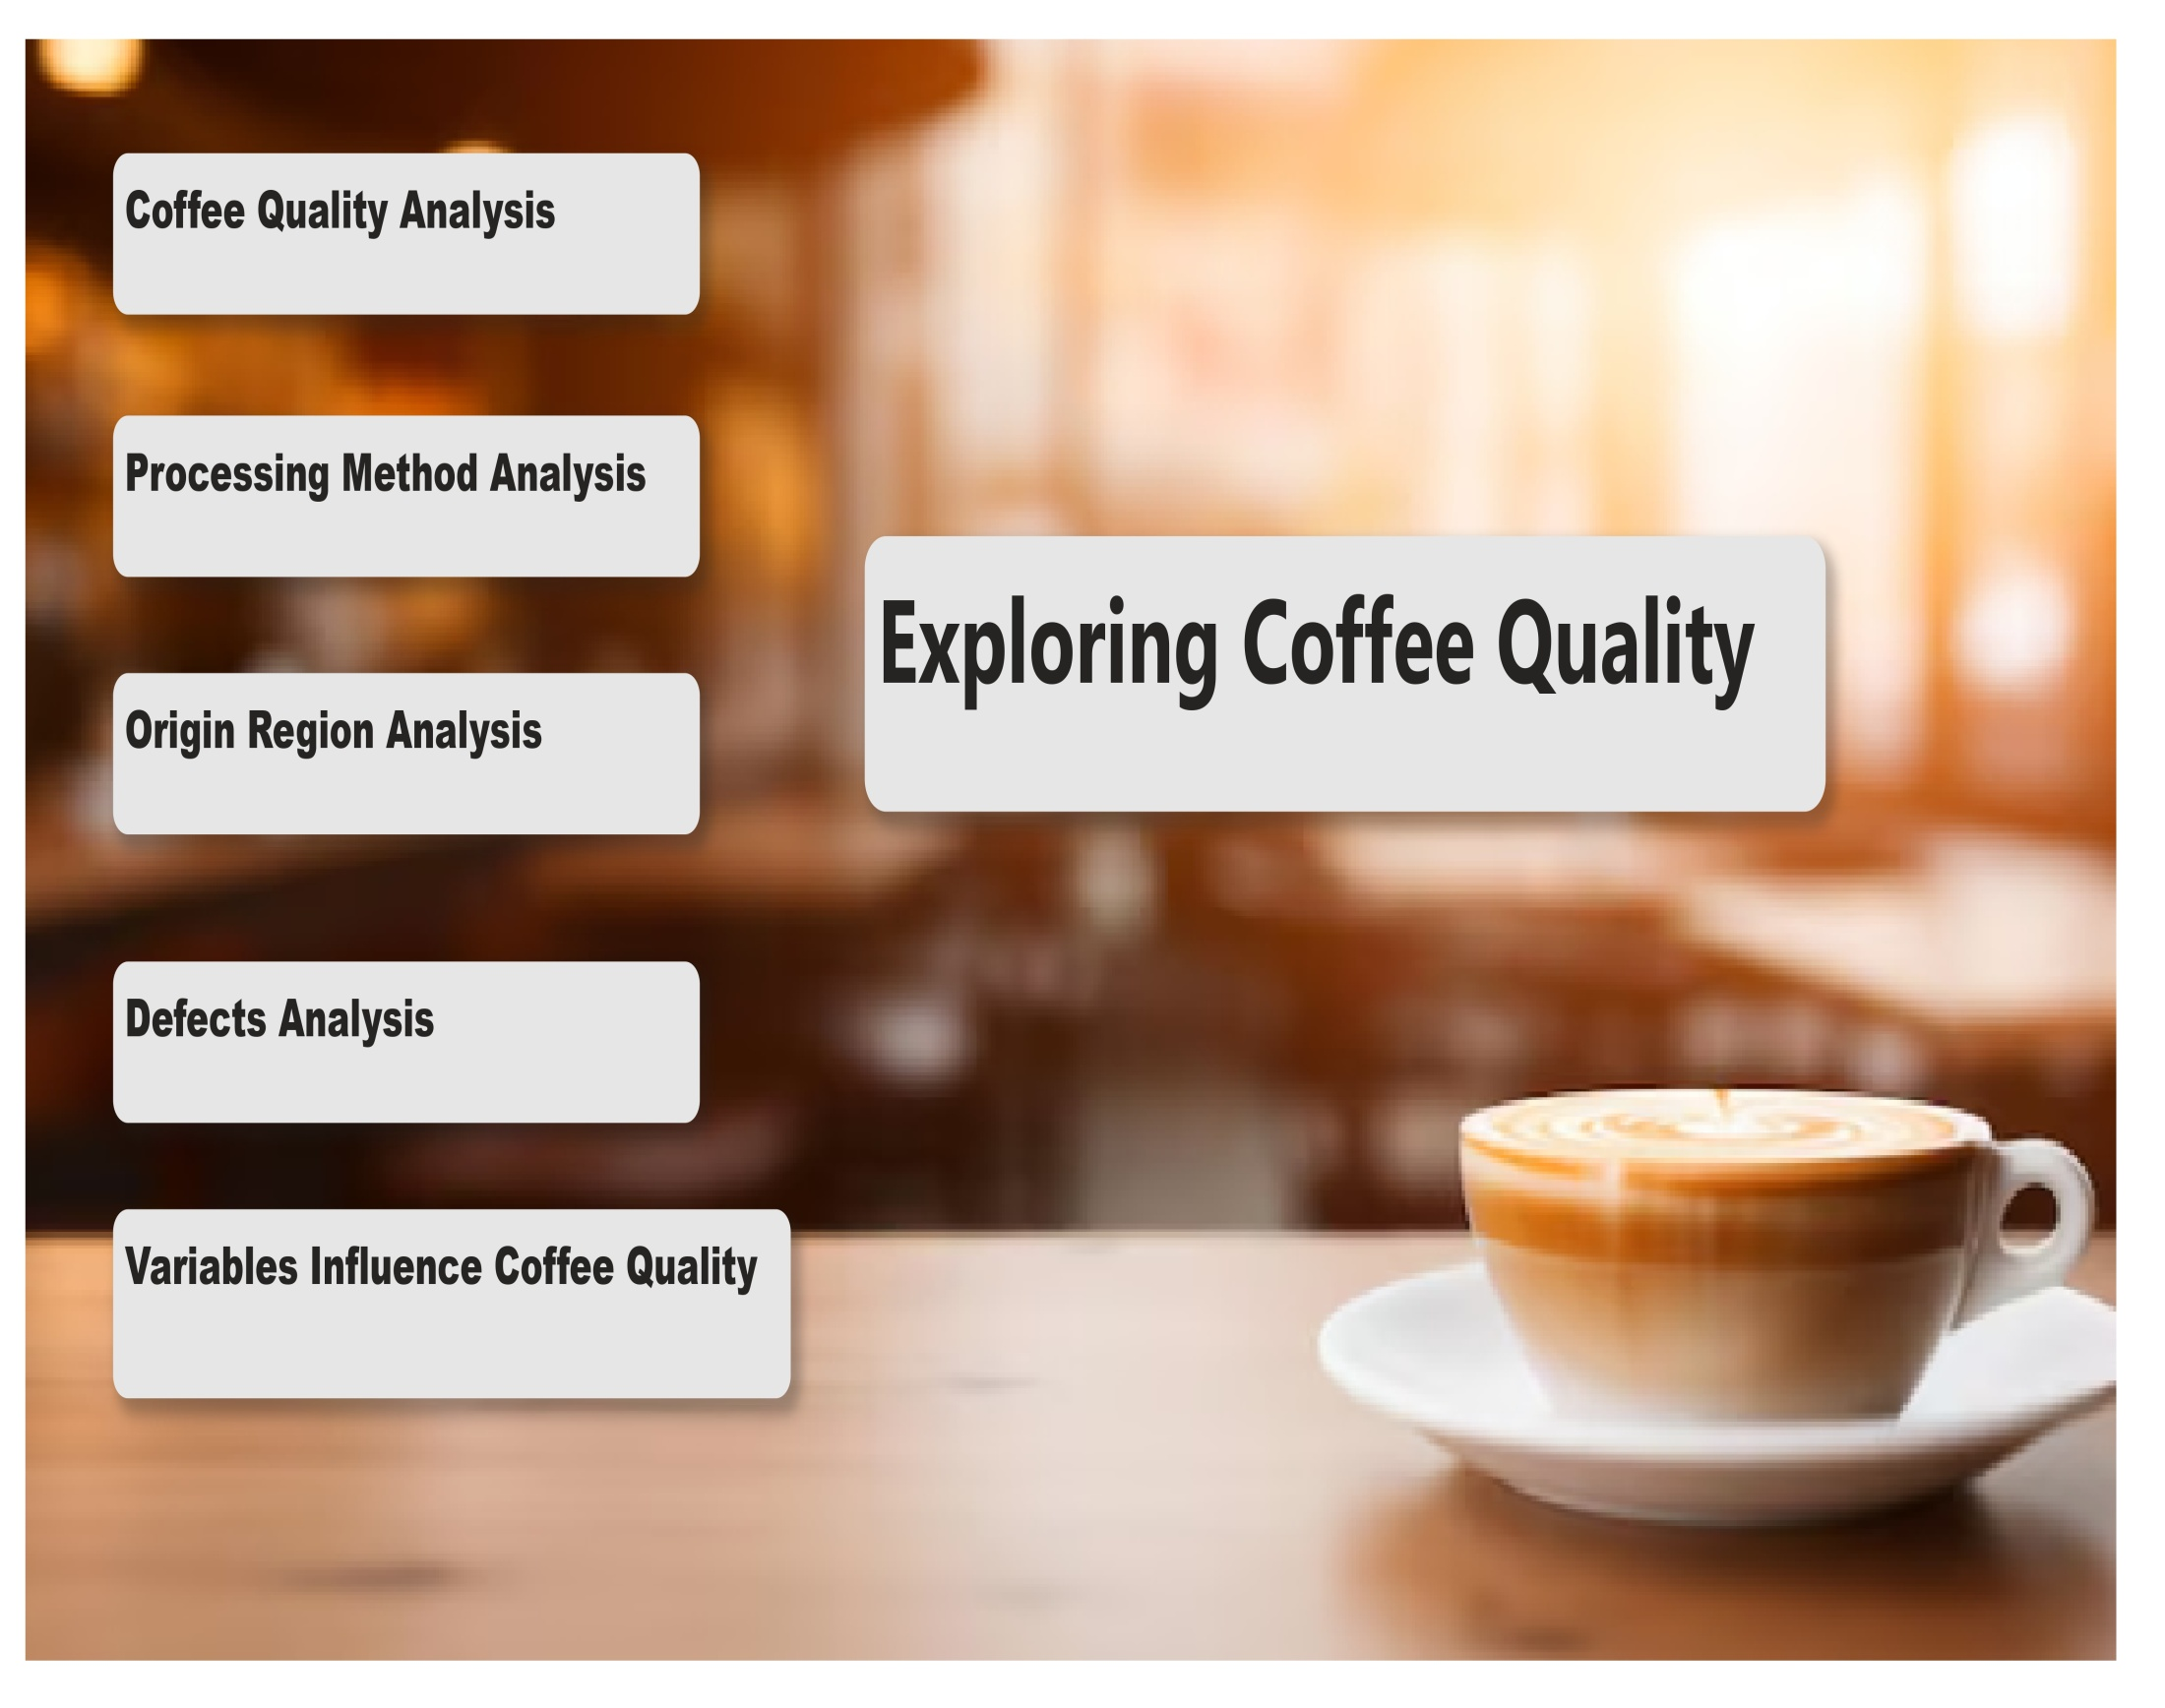 Coffee Quality Analysis
Processing Method Analysis
Exploring Coffee Quality
Origin Region Analysis
Defects Analysis
Variables Influence Coffee Quality